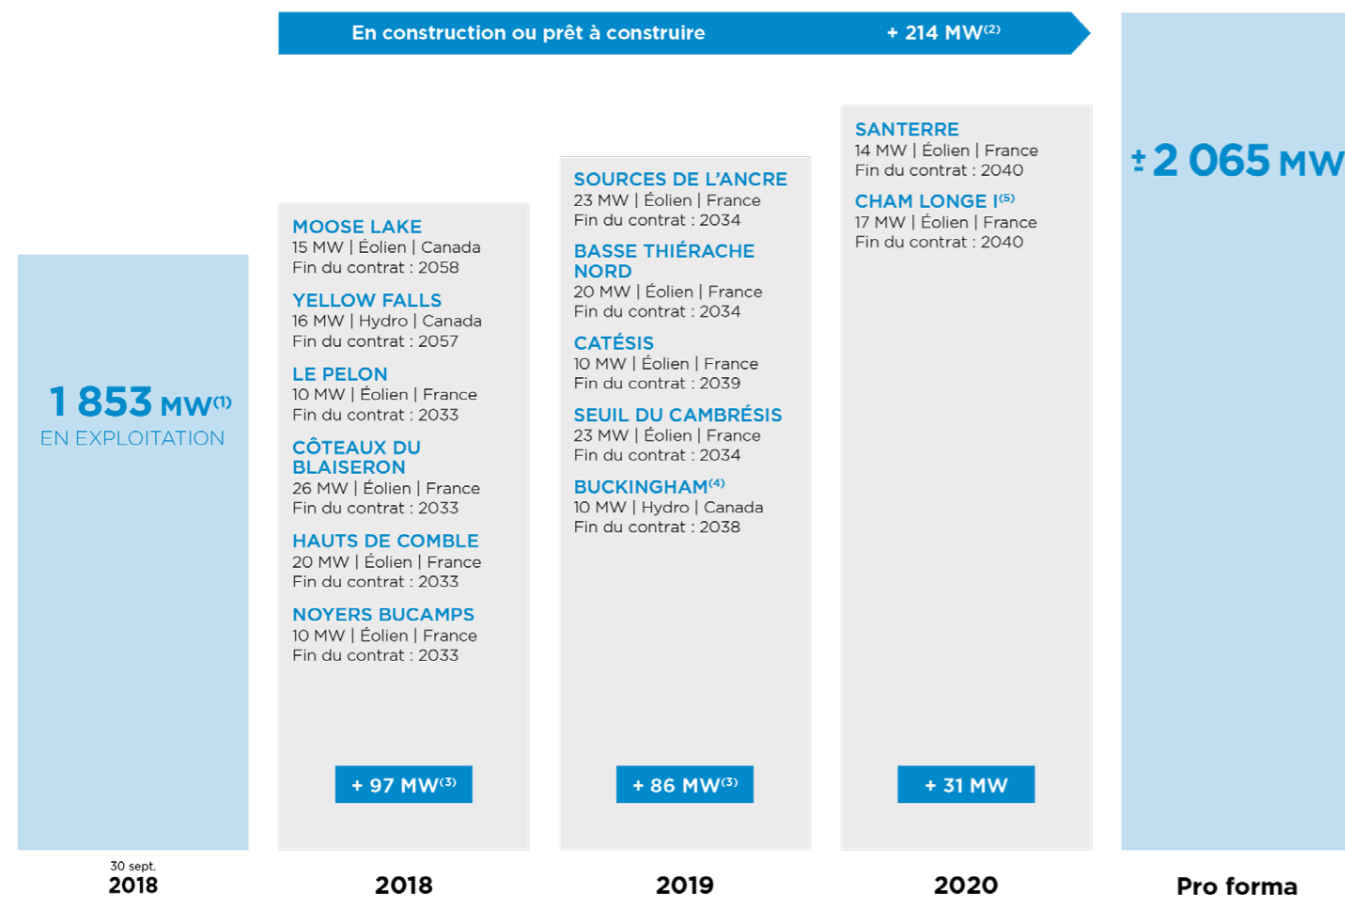 En construction ou prêt à construire + 214 MW(2)
1 853 MW(1)
EN EXPLOITATION
30 sept.
2018
MOOSE LAKE
15 MW | Éolien | Canada
Fin du contrat : 2058
YELLOW FALLS
16 MW | Hydro | Canada
Fin du contrat : 2057
LE PELON
10 MW | Éolien | France
Fin du contrat : 2033
CÔTEAUX DU
BLAISERON
26 MW | Éolien | France
Fin du contrat : 2033
HAUTS DE COMBLE
20 MW | Éolien | France
Fin du contrat : 2033
NOYERS BUCAMPS
10 MW | Éolien | France
Fin du contrat : 2033
+ 97 MW(3)
2018
SOURCES DE L’ANCRE
23 MW | Éolien | France
Fin du contrat : 2034
BASSE THIÉRACHE
NORD
20 MW | Éolien | France
Fin du contrat : 2034
CATÉSIS
10 MW | Éolien | France
Fin du contrat : 2039
SEUIL DU CAMBRÉSIS
23 MW | Éolien | France
Fin du contrat : 2034
BUCKINGHAM(4)
10 MW | Hydro | Canada
Fin du contrat : 2038
+ 86 MW(3)
2019
SANTERRE
14 MW | Éolien | France
Fin du contrat : 2040
CHAM LONGE I(5)
17 MW | Éolien | France
Fin du contrat : 2040
+ 31 MW
2020
± 2 065 MW
Pro forma